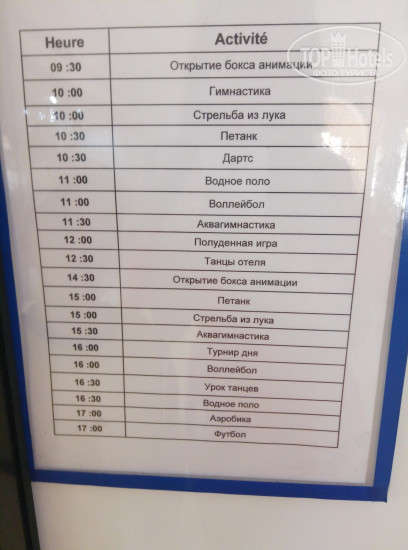 TOP Hotels
Heure Activité
09 :30 Открытие бокса анимации
10 :00 Гимнастика
10 :00 Стрельба из лука
10 :30 Петанк
10 :30 Дартс
11 :00 Водное поло
11 :00 Воллейбол
11 :30 Аквагимнастика
12 :00 Полуденная игра
12 :30 Танцы отеля
14 :30 Открытие бокса анимации
15 :00 Петанк
15 :00 Стрельба из лука
15 :30 Аквагимнастика
16 :00 Турнир дня
16 :00 Воллейбол
16 :30 Урок танцев
16 :30 Водное поло
17 :00 Аэробика
17 :00 Футбол